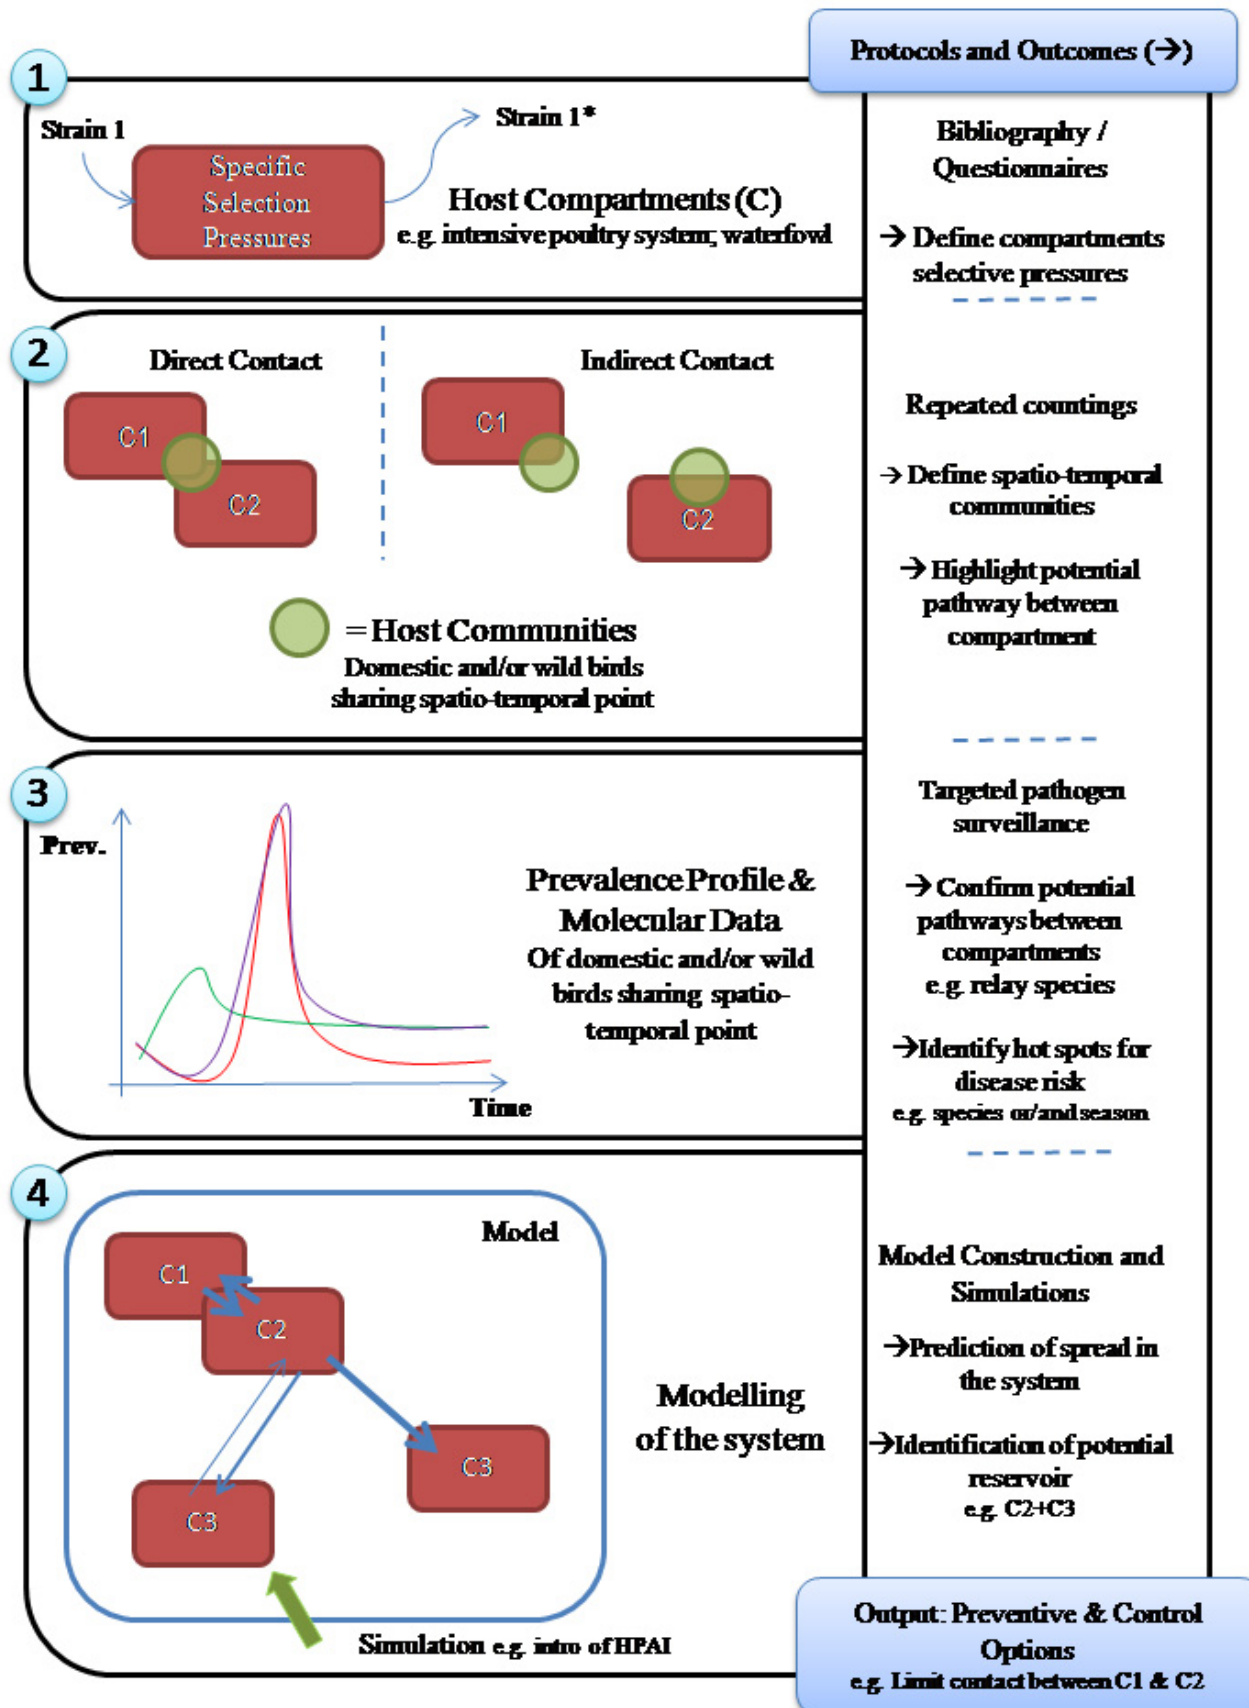 Protocols and Outcomes (→)
1
Strain 1
Strain 1*
Specific
Selection
Pressures
Host Compartments (C)
e.g. intensive poultry system; waterfowl
Bibliography /
Questionnaires
→ Define compartments
selective pressures
2
Direct Contact
Indirect Contact
C1
C2
C1
C2
= Host Communities
Domestic and/or wild birds
sharing spatio-temporal point
Repeated countings
→ Define spatio-temporal
communities
→ Highlight potential
pathway between
compartment
3
Prev.
Time
Prevalence Profile &
Molecular Data
Of domestic and/or wild
birds sharing spatio-
temporal point
Targeted pathogen
surveillance
→ Confirm potential
pathways between
compartments
e.g. relay species
→Identify hot spots for
disease risk
e.g. species or/and season
4
Model
C1
C2
C3
C3
Modelling
of the system
Simulation e.g. intro of HPAI
Model Construction and
Simulations
→Prediction of spread in
the system
→Identification of potential
reservoir
e.g. C2+C3
Output: Preventive & Control
Options
e.g. Limit contact between C1 & C2